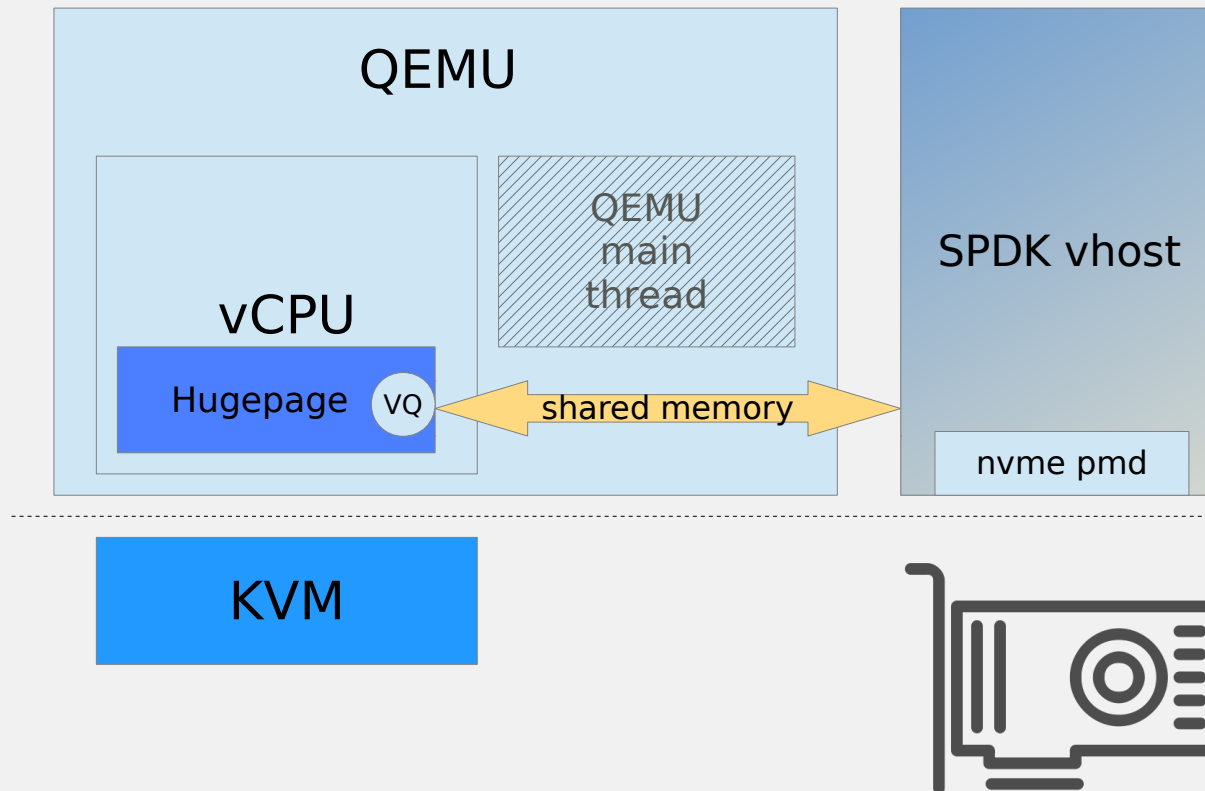 QEMU
QEMU
main
thread
SPDK vhost
vCPU
Hugepage
VQ
shared memory
nvme pmd
KVM